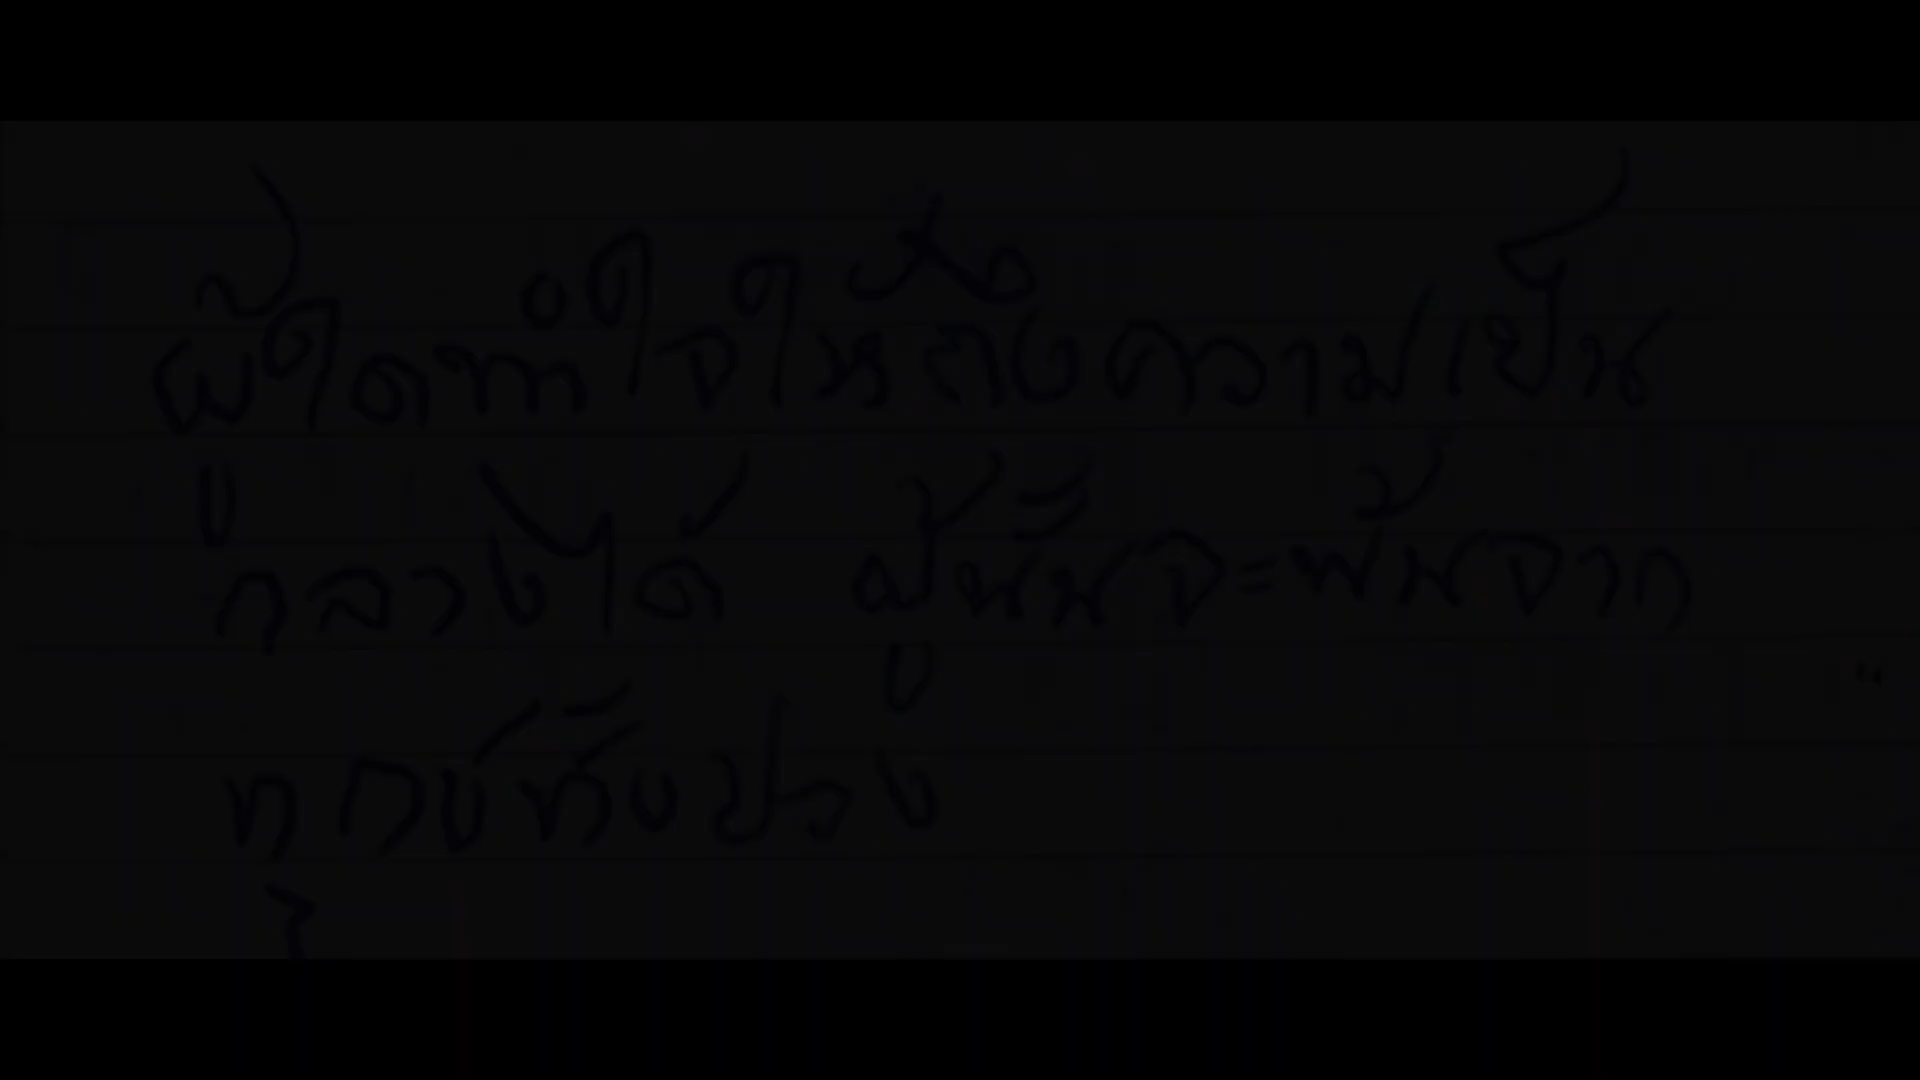 ผู้ใดทำใจให้ถึงความเป็น
กลางได้ ผู้นั้นจะพ้นจาก
ทุกข์ทั้งปวง
"